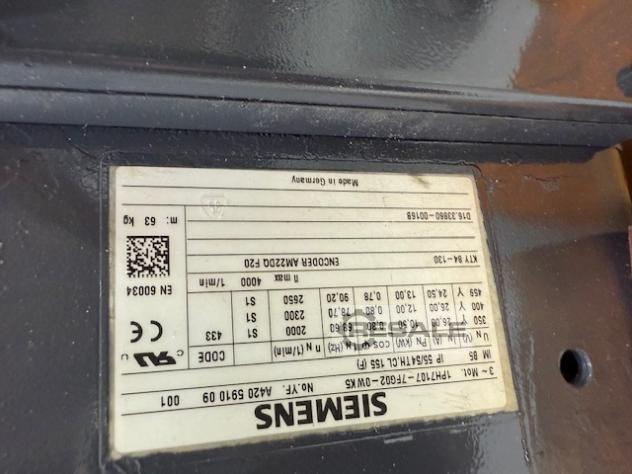 SIEMENS
3~ Mot. 1PH7107-7FG02-0WK5 No.YF. A420 5910 09 001
IM B5 IP 55/54TH.CL 155 (F)
U N (V) I N (A) P N (kW) cos φ f N (Hz) n N (1/min) CODE
350 Y 26,00 10,50 0,80 69,60 2000 S1 433
400 Y 26,00 12,00 0,80 78,70 2300 S1
459 Y 24,50 13,00 0,78 90,20 2650 S1
n max 4000 1/min EN 60034
KTY 84-130 ENCODER AM22DQ F20
D16.33860-00168
m: 63 kg
Made in Germany
RESALE